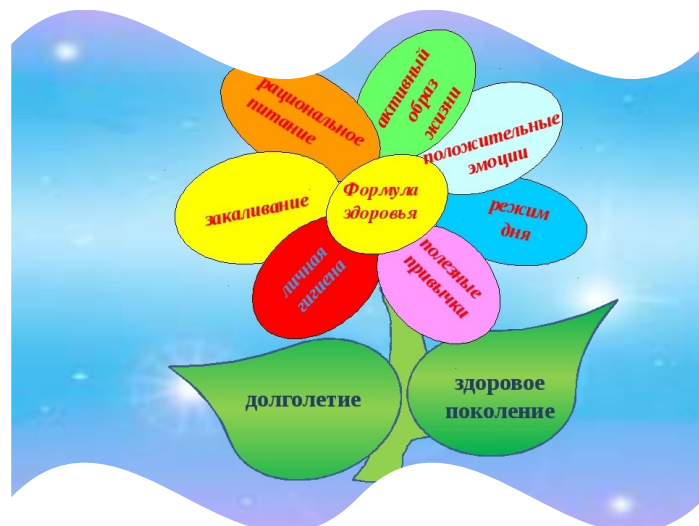 рациональное
питание
активный
образ
жизни
положительные
эмоции
закаливание
Формула
здоровья
режим
дня
личная
гигиена
полезные
привычки
долголетие
здоровое
поколение